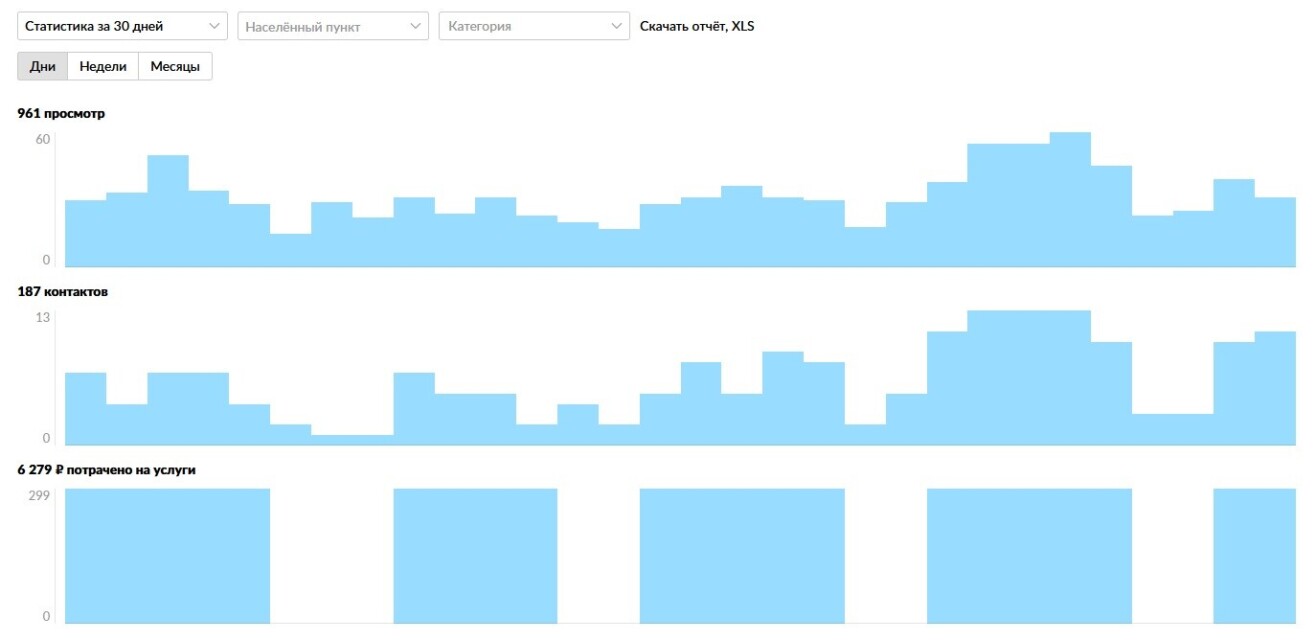 Статистика за 30 дней Населённый пункт Категория Скачать отчёт, XLS
Дни Недели Месяцы
961 просмотр
60
0
187 контактов
13
0
6 279 ₽ потрачено на услуги
299
0